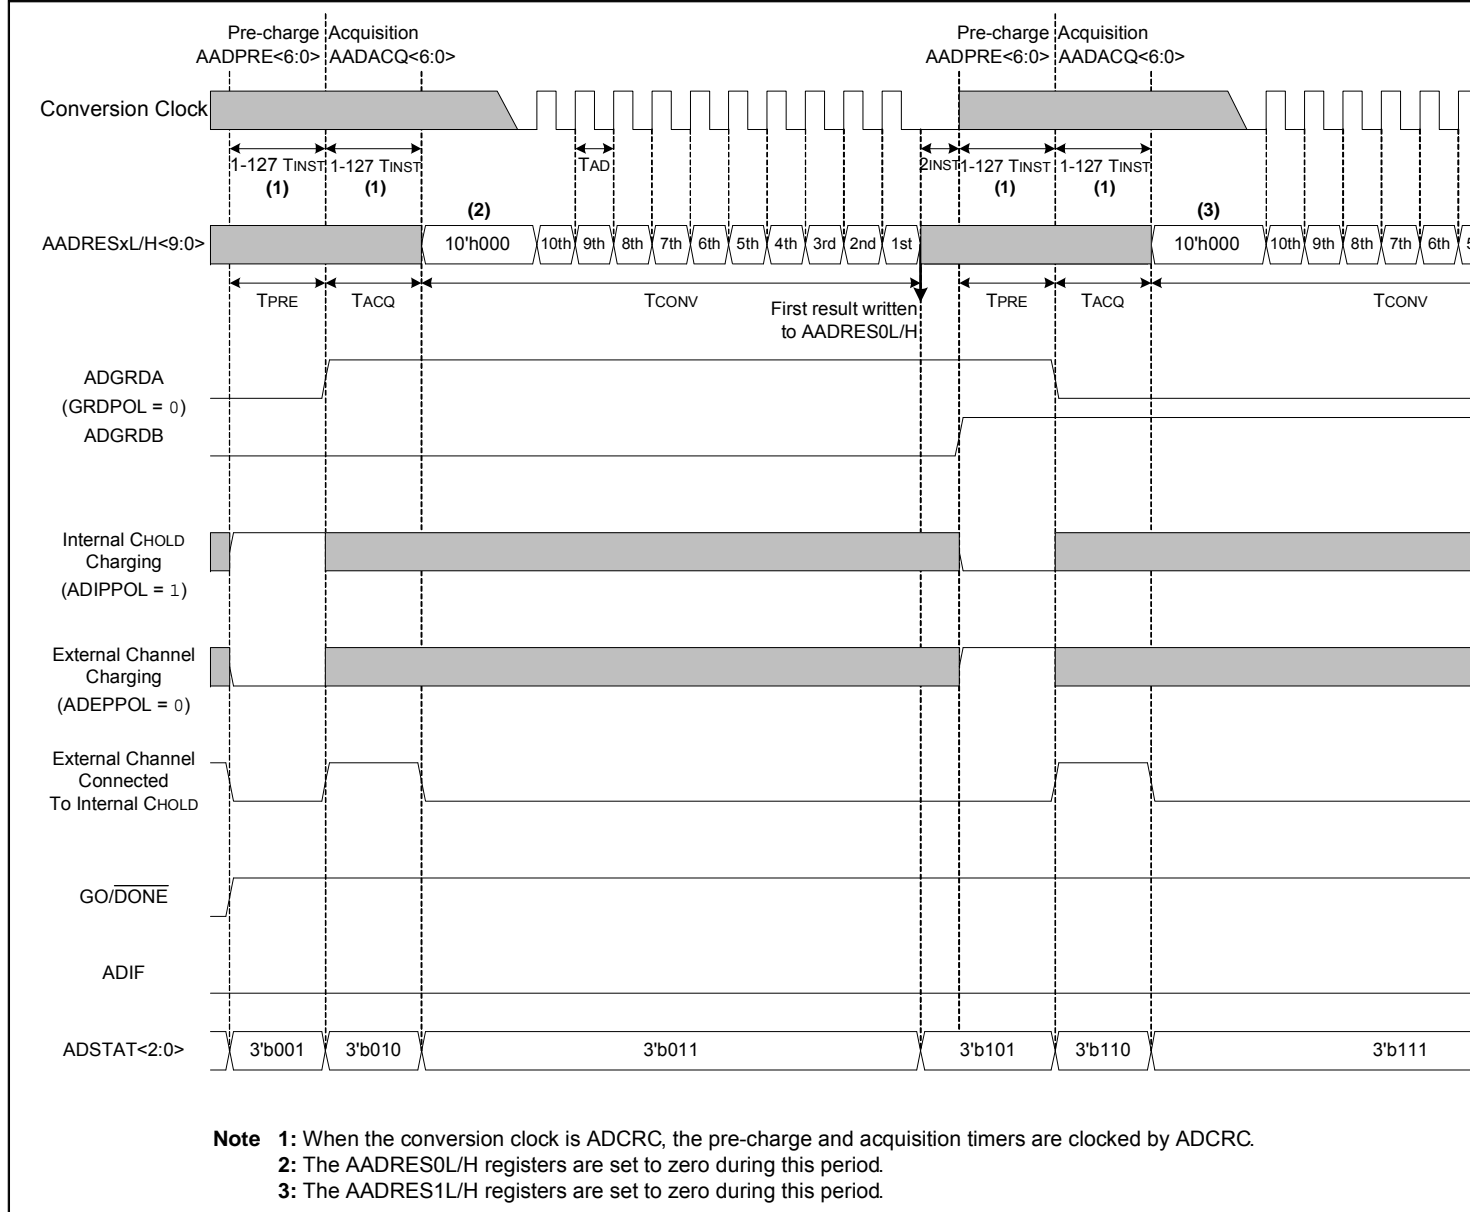 Pre-charge Acquisition Pre-charge Acquisition
AADPRE<6:0> AADACQ<6:0> AADPRE<6:0> AADACQ<6:0>
Conversion Clock
1-127 TINST 1-127 TINST TAD 2INST 1-127 TINST 1-127 TINST
(1) (1) (1) (1)
(2) (3)
AADRESxL/H<9:0> 10'h000 10th 9th 8th 7th 6th 5th 4th 3rd 2nd 1st 10'h000 10th 9th 8th 7th 6th
TPRE TACQ TCONV TPRE TACQ TCONV
First result written
to AADRES0L/H
ADGRDA
(GRDPOL = 0)
ADGRDB
Internal CHOLD
Charging
(ADIPPOL = 1)
External Channel
Charging
(ADEPPOL = 0)
External Channel
Connected
To Internal CHOLD
GO/DONE
ADIF
ADSTAT<2:0> 3'b001 3'b010 3'b011 3'b101 3'b110 3'b111
Note 1: When the conversion clock is ADCRC, the pre-charge and acquisition timers are clocked by ADCRC.
2: The AADRES0L/H registers are set to zero during this period.
3: The AADRES1L/H registers are set to zero during this period.